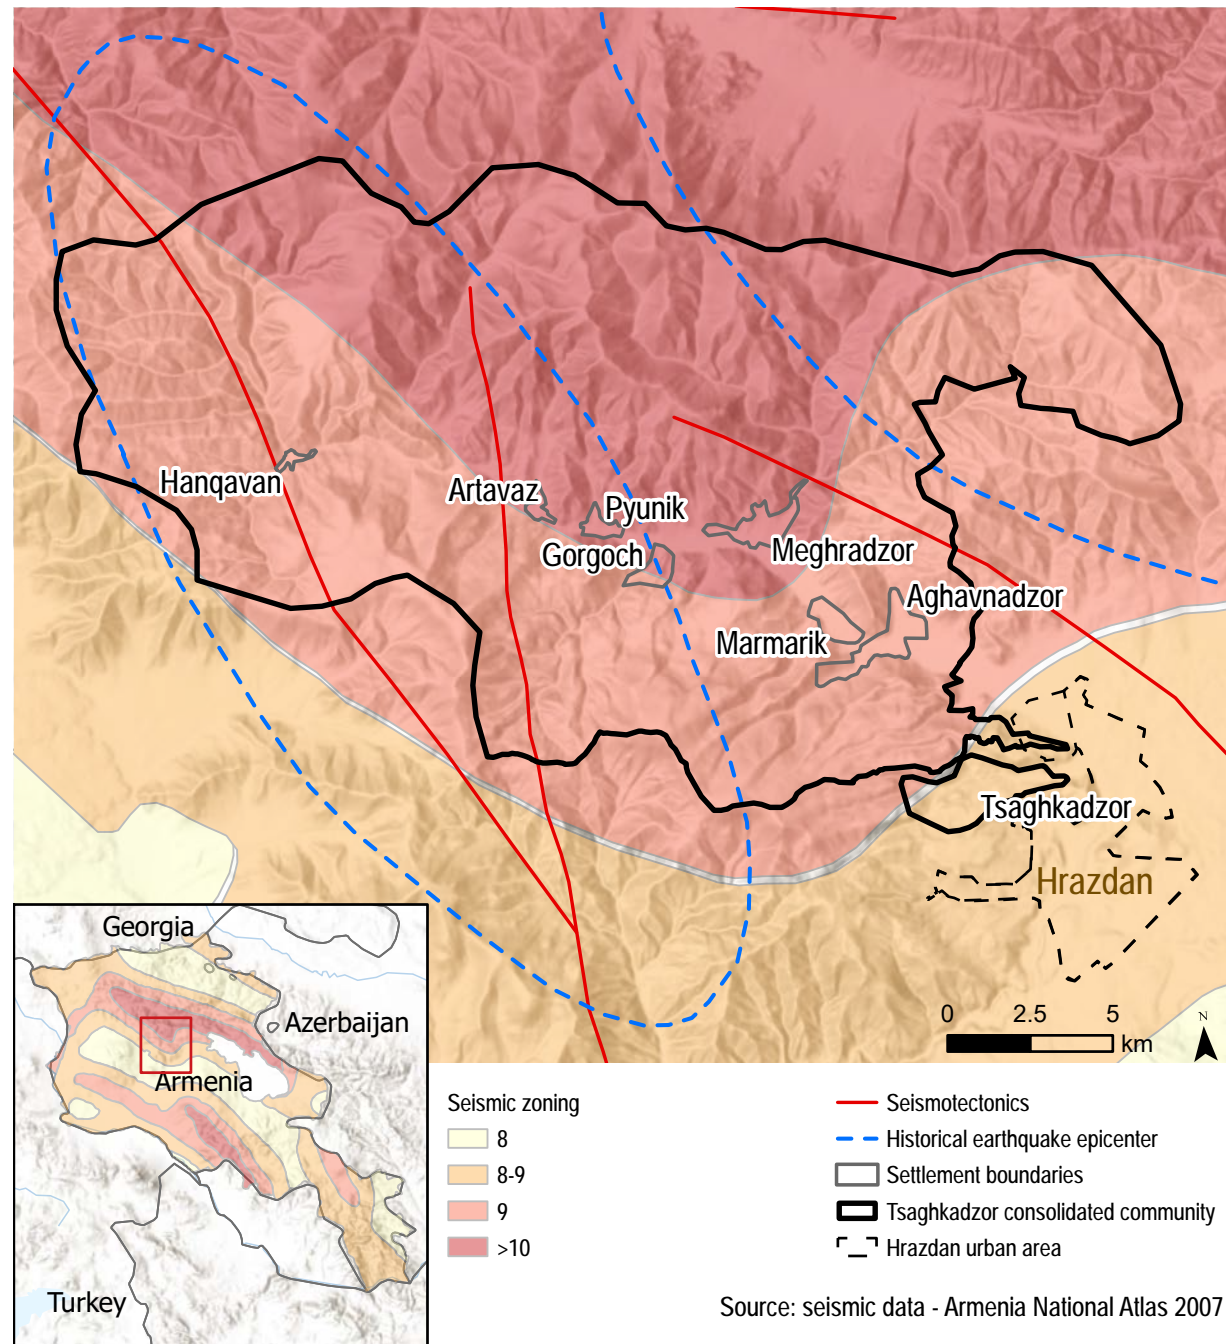 Hanqavan
Artavaz
Pyunik
Gorgoch
Meghradzor
Aghavnadzor
Marmarik
Tsaghkadzor
Hrazdan
0 2.5 5
km
N
Georgia
Azerbaijan
Armenia
Turkey
Seismic zoning
8
8-9
9
>10
Seismotectonics
Historical earthquake epicenter
Settlement boundaries
Tsaghkadzor consolidated community
Hrazdan urban area
Source: seismic data - Armenia National Atlas 2007